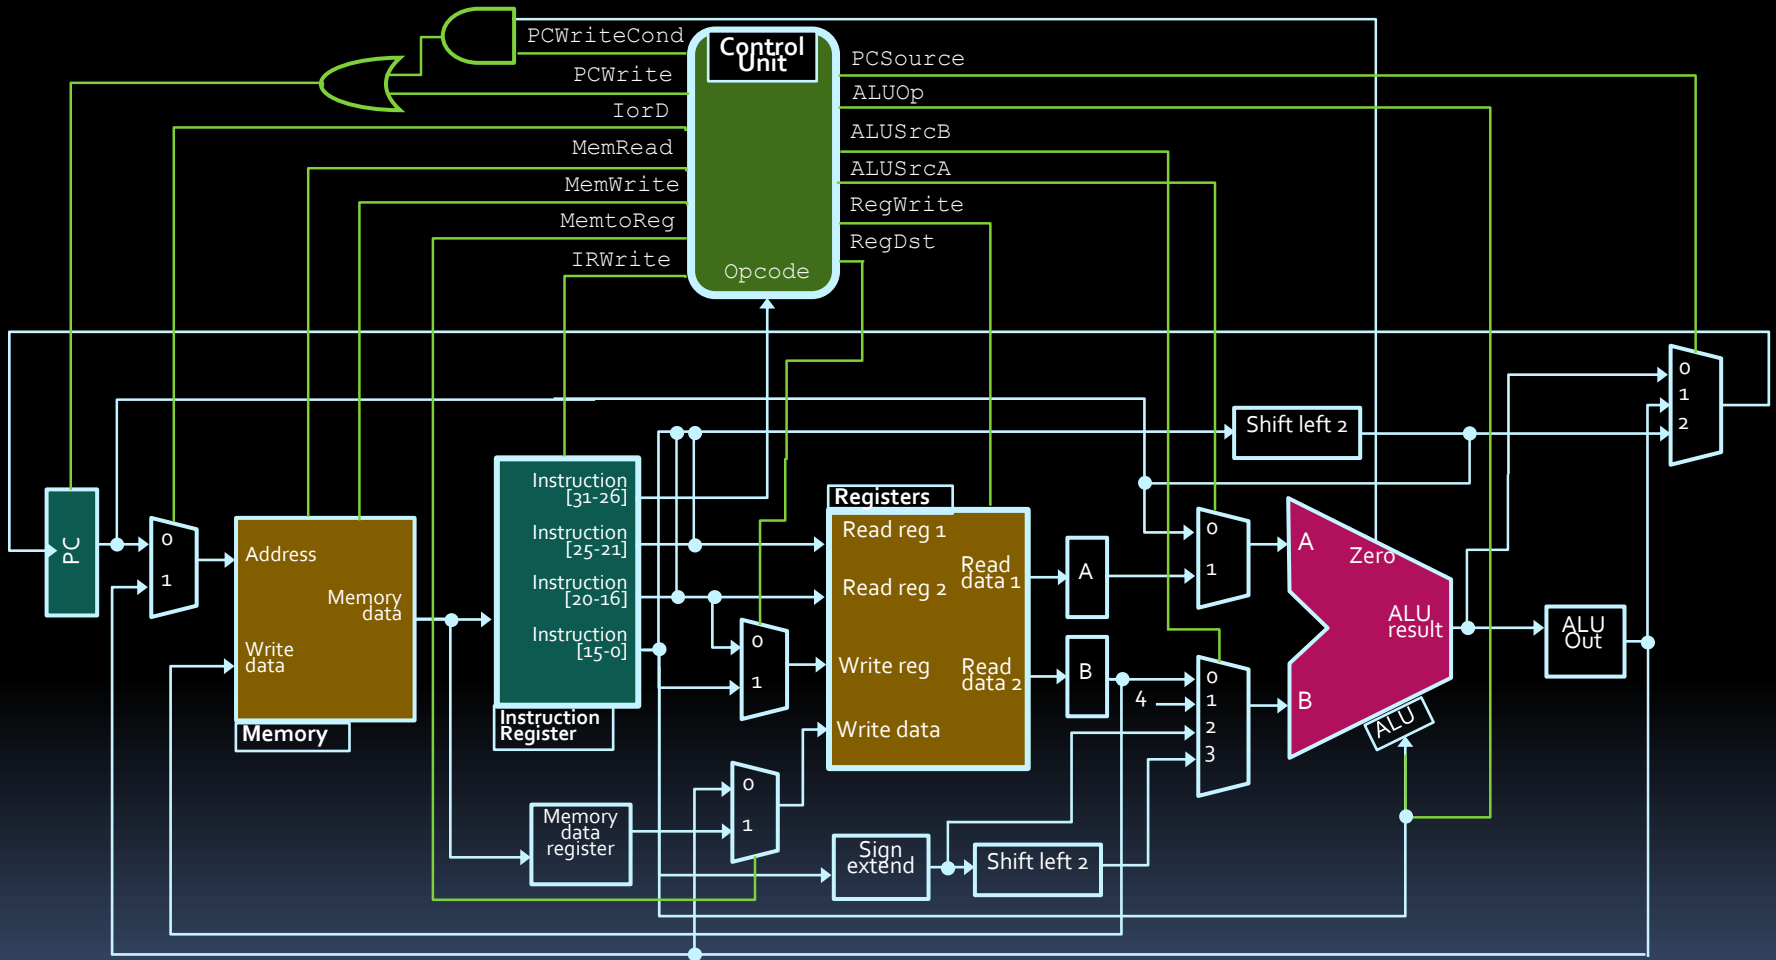 PCWriteCond
PCWrite
IorD
MemRead
MemWrite
MemtoReg
IRWrite
Control
Unit
Opcode
PCSource
ALUOp
ALUSrcB
ALUSrcA
RegWrite
RegDst
0
1
2
Shift left 2
PC
0
1
Address
Memory
data
Write
data
Memory
Instruction
[31-26]
Instruction
[25-21]
Instruction
[20-16]
Instruction
[15-0]
Instruction
Register
0
1
Registers
Read reg 1
Read reg 2
Write reg
Write data
Read
data 1
Read
data 2
A
B
0
1
4
0
1
2
3
A
B
Zero
ALU
result
ALU
ALU
Out
Memory
data
register
0
1
Sign
extend
Shift left 2